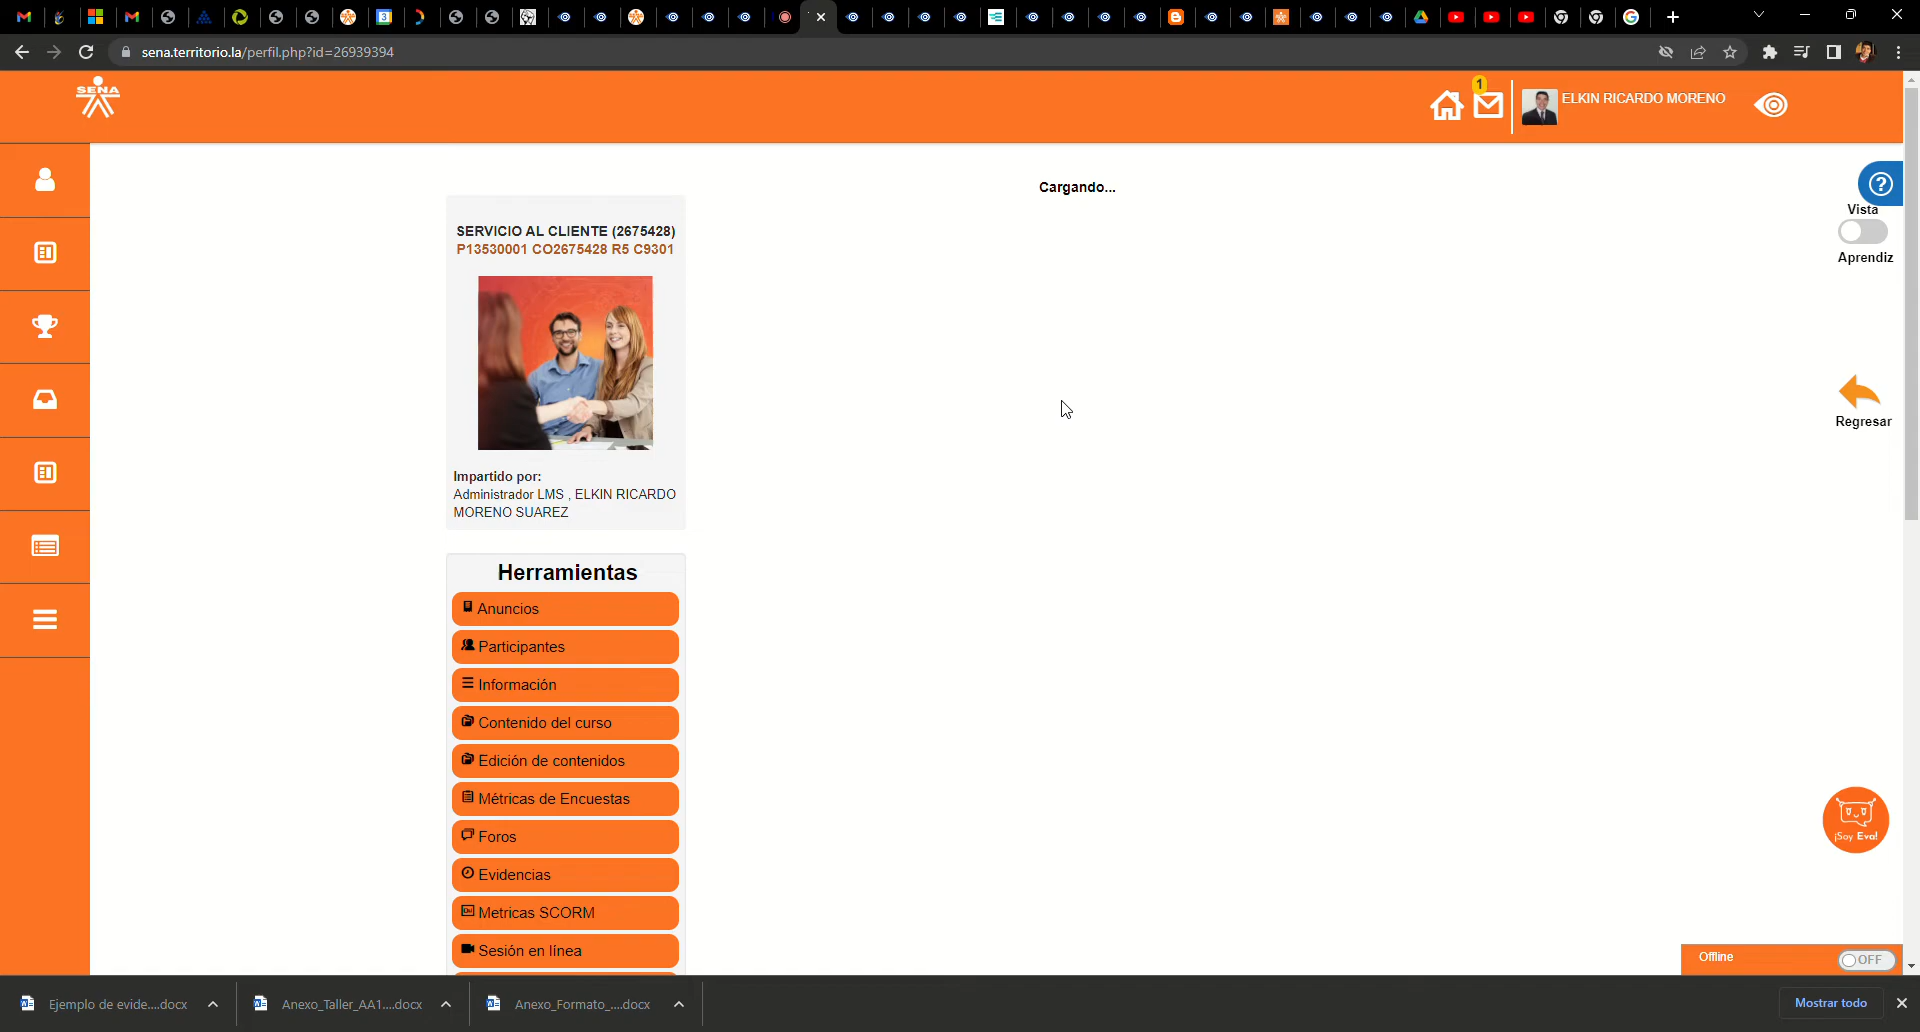 sena.territorio.la/perfil.php?id=26939394
SENA
1
ELKIN RICARDO MORENO
Cargando...
Vista
Aprendiz
Regresar
SERVICIO AL CLIENTE (2675428)
P13530001 CO2675428 R5 C9301
Impartido por:
Administrador LMS , ELKIN RICARDO
MORENO SUAREZ
Herramientas
Anuncios
Participantes
Información
Contenido del curso
Edición de contenidos
Métricas de Encuestas
Foros
Evidencias
Metricas SCORM
Sesión en línea
¡Soy Eva!
Offline
OFF
Ejemplo de evide....docx
Anexo_Taller_AA1....docx
Anexo_Formato_....docx
Mostrar todo